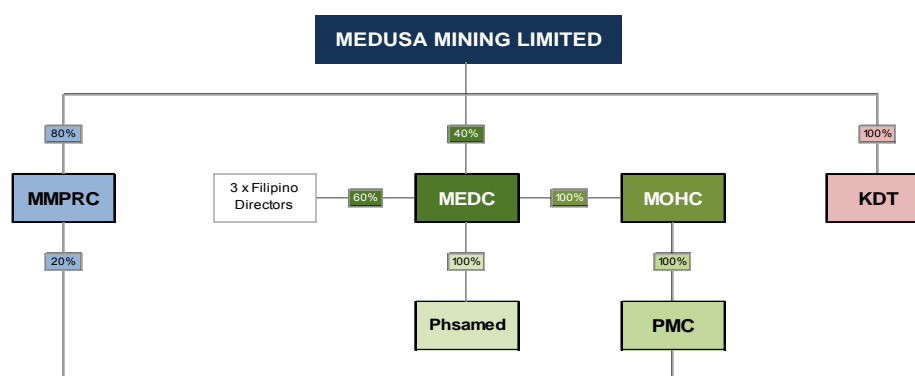 MEDUSA MINING LIMITED
80%
40%
100%
MMPRC
3 x Filipino
Directors
60%
MEDC
100%
MOHC
KDT
20%
100%
100%
Phsamed
PMC